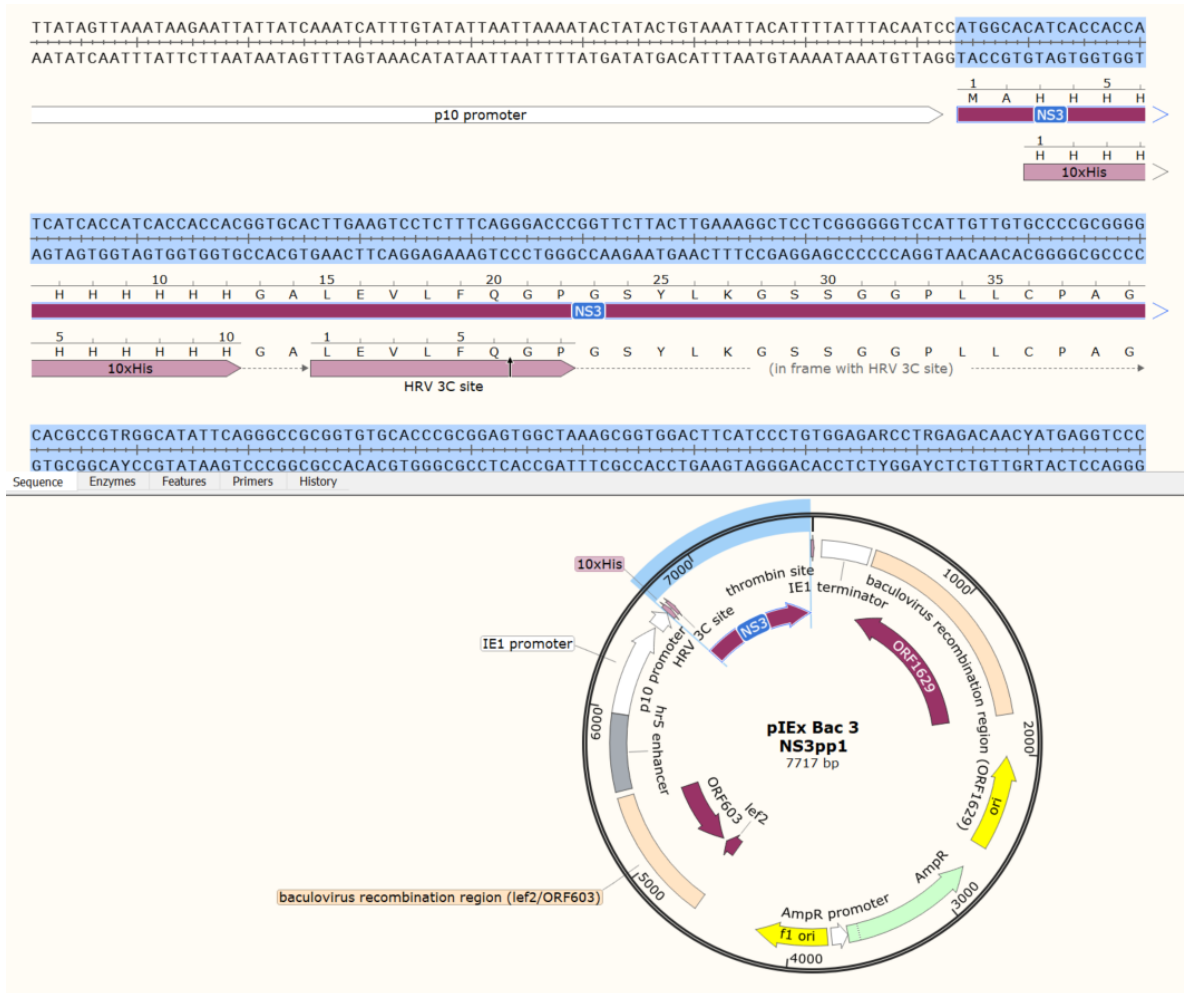 TTATAGTTAAATAAGAATTATTATCAAATCATTTGTATATTAATTAAAATACTATACTGTAAATTACATTTTATTTACAATCCATGGCACATCACCACCA
AATATCAATTTATTCTTAATAATAGTTTAGTAAACATATAATTAATTTTATGATATGACATTTAATGTAAAATAAATGTTAGGTACCGTGTAGTGGTGGT
1 5
M A H H H H
p10 promoter NS3
1
H H H H
10xHis
TCATCACCATCACCACCACGGTGCACTTGAAGTCCTCTTTCAGGGACCCGGTTCTTACTTGAAAGGCTCCTCGGGGGGTCCATTGTTGTGCCCCGCGGGG
AGTAGTGGTAGTGGTGGTGCCACGTGAACTTCAGGAGAAAGTCCCTGGGCCAAGAATGAACTTTCCGAGGAGCCCCCCAGGTAACAACACGGGGCGCCCC
10 15 20 25 30 35
H H H H H H G A L E V L F Q G P G S Y L K G S S G G P L L C P A G
NS3
5 10 1 5
H H H H H H G A L E V L F Q G P G S Y L K G S S G G P L L C P A G
10xHis (in frame with HRV 3C site)
HRV 3C site
CACGCCGTRGGCATATTCAGGGCCGCGGTGTGCACCCGCGGAGTGGCTAAAGCGGTGGACTTCATCCCTGTGGAGARCCTRGAGACAACYATGAGGTCCC
GTGCGGCAYCCGTATAAGTCCCGGCGCCACACGTGGGCGCCTCACCGATTTCGCCACCTGAAGTAGGGACACCTCTYGGAYCTCTGTTGRTACTCCAGGG
Sequence Enzymes Features Primers History
10xHis
7000
thrombin site
IE1 terminator
baculovirus recombination region (ORF1629)
1000
HRV 3C site
NS3
IE1 promoter
p10 promoter
ORF1629
6000
hr5 enhancer
pIEx Bac 3
NS3pp1
7717 bp
2000
ORF603
lef2
ori
5000
baculovirus recombination region (lef2/ORF603)
AmpR
AmpR promoter
3000
f1 ori
4000